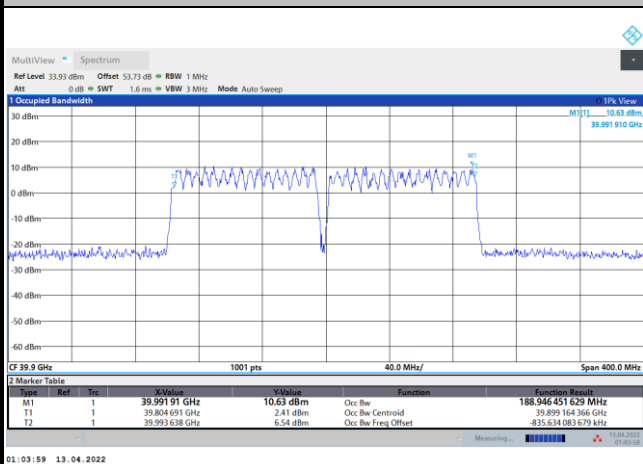 MultiView Spectrum
Ref Level 33.93 dBm Offset 53.73 dB RBW 1 MHz
Att 0 dB SWT 1.6 ms VBW 3 MHz Mode Auto Sweep
1 Occupied Bandwidth 1Pk View
M1[1] 10.63 dBm
39.991 910 GHz
30 dBm
20 dBm
M1
10 dBm
T1
T2
0 dBm
-10 dBm
-20 dBm
-30 dBm
-40 dBm
-50 dBm
-60 dBm
CF 39.9 GHz 1001 pts 40.0 MHz/ Span 400.0 MHz
2 Marker Table
Type Ref Trc X-Value Y-Value Function Function Result
M1 1 39.991 91 GHz 10.63 dBm Occ Bw 188.946 451 629 MHz
T1 1 39.804 691 GHz 2.41 dBm Occ Bw Centroid 39.899 164 366 GHz
T2 1 39.993 638 GHz 6.54 dBm Occ Bw Freq Offset -835.634 083 679 kHz
Measuring... 13.04.2022
01:03:58
01:03:59 13.04.2022